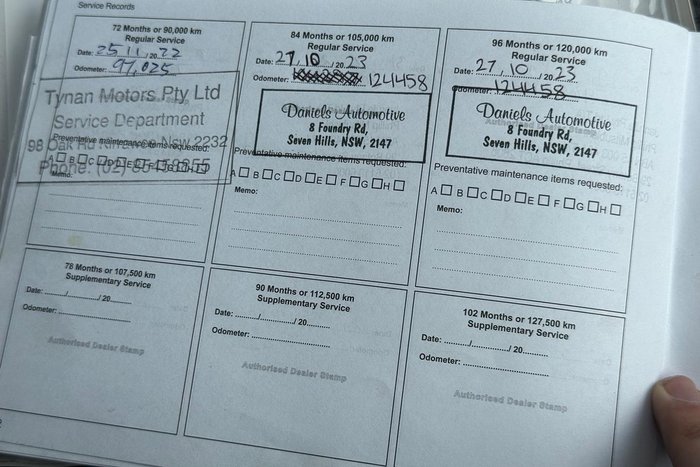 Service Records
72 Months or 90,000 km
Regular Service
Date: 25/11/2022
Odometer: 97,025
Tynan Motors Pty Ltd
Service Department
Preventative maintenance items requested:
Memo:
84 Months or 105,000 km
Regular Service
Date: 27/10/2023
Odometer: 124458
Daniels Automotive
8 Foundry Rd,
Seven Hills, NSW, 2147
Preventative maintenance items requested:
A B C D E F G H
Memo:
96 Months or 120,000 km
Regular Service
Date: 27/10/2023
Odometer: 124458
Daniels Automotive
8 Foundry Rd,
Seven Hills, NSW, 2147
Preventative maintenance items requested:
A B C D E F G H
Memo:
78 Months or 107,500 km
Supplementary Service
Date: ....../....../ 20.........
Odometer: ........................
Authorised Dealer Stamp
90 Months or 112,500 km
Supplementary Service
Date: ....../....../ 20.........
Odometer: ........................
Authorised Dealer Stamp
102 Months or 127,500 km
Supplementary Service
Date: ....../....../ 20.........
Odometer: ........................
Authorised Dealer Stamp